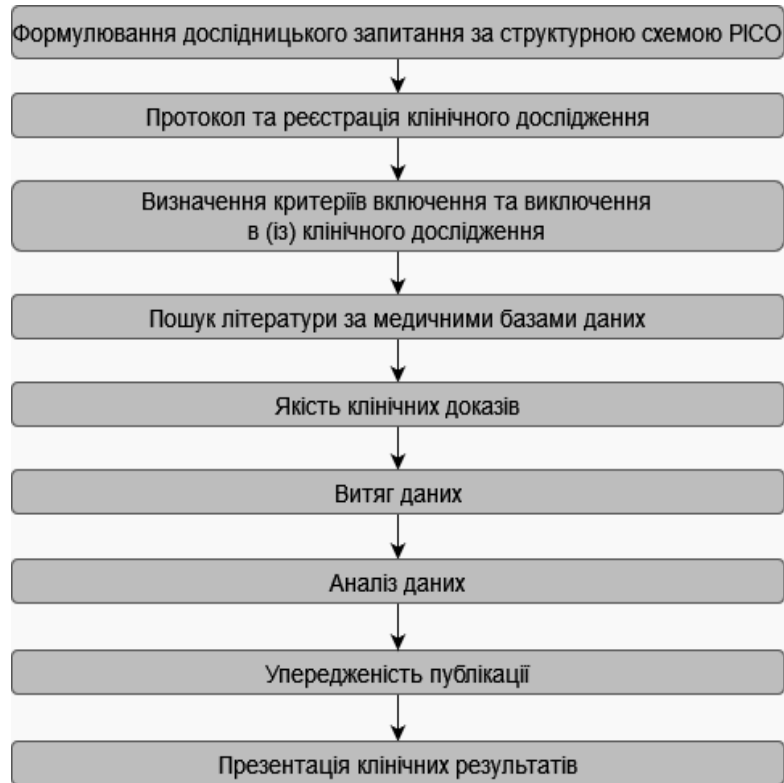 Формулювання дослідницького запитання за структурною схемою PICO
Протокол та реєстрація клінічного дослідження
Визначення критеріїв включення та виключення
в (із) клінічного дослідження
Пошук літератури за медичними базами даних
Якість клінічних доказів
Витяг даних
Аналіз даних
Упередженість публікації
Презентація клінічних результатів